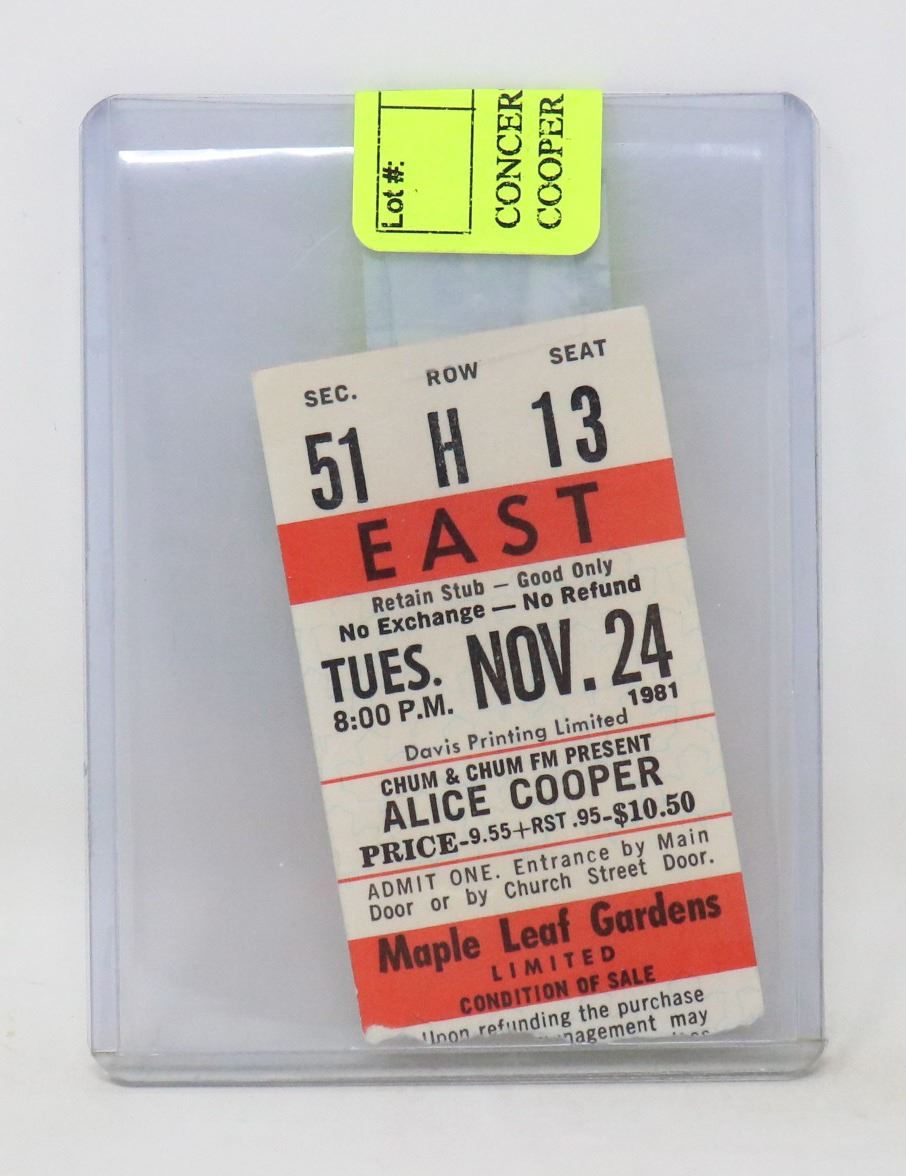 Lot #:
CONCER
COOPER
SEC. ROW SEAT
51 H 13
EAST
Retain Stub — Good Only
No Exchange — No Refund
TUES. NOV. 24
8:00 P.M. 1981
Davis Printing Limited
CHUM & CHUM FM PRESENT
ALICE COOPER
PRICE-9.55+RST .95-$10.50
ADMIT ONE. Entrance by Main
Door or by Church Street Door.
Maple Leaf Gardens
LIMITED
CONDITION OF SALE
Upon refunding the purchase
may